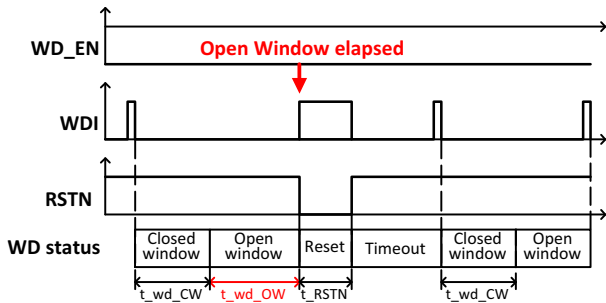 WD_EN
Open Window elapsed
WDI
RSTN
WD status
Closed window
Open window
Reset
Timeout
Closed window
Open window
t_wd_CW
t_wd_OW
t_RSTN
t_wd_CW